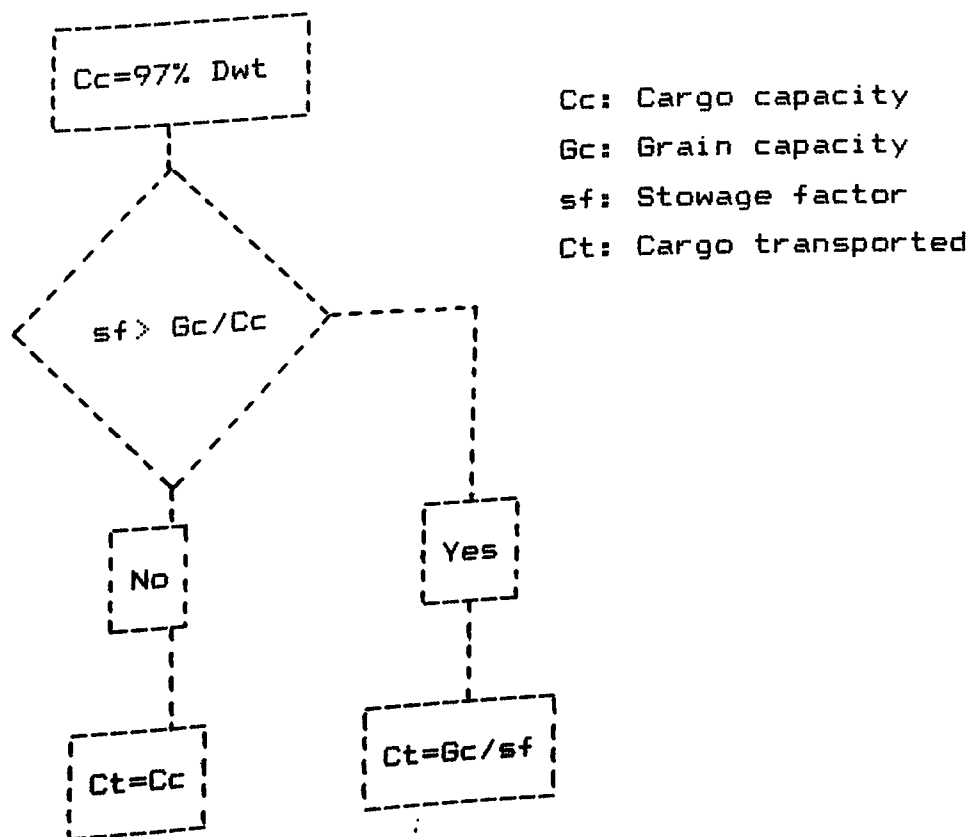 Cc=97% Dwt
Cc: Cargo capacity
Gc: Grain capacity
sf: Stowage factor
Ct: Cargo transported
sf> Gc/Cc
No
Yes
Ct=Cc
Ct=Gc/sf